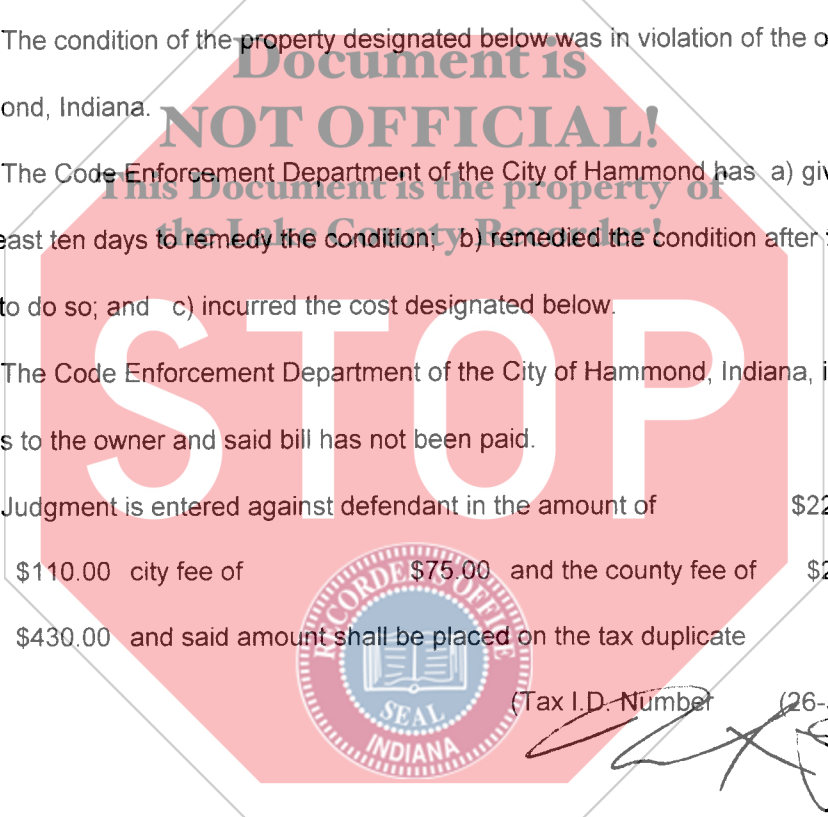 The condition of the property designated below was in violation of the o
Document is
ond, Indiana.
NOT OFFICIAL!
The Code Enforcement Department of the City of Hammond has a) giv
This Document is the property of
east ten days to remedy the condition; b) remedied the condition after
the Lake County Recorder!
to do so; and c) incurred the cost designated below.
STOP
The Code Enforcement Department of the City of Hammond, Indiana, i
s to the owner and said bill has not been paid.
Judgment is entered against defendant in the amount of $22
$110.00 city fee of $75.00 and the county fee of $2
$430.00 and said amount shall be placed on the tax duplicate
(Tax I.D. Number (26-
RECORDER'S OFFICE
SEAL
INDIANA